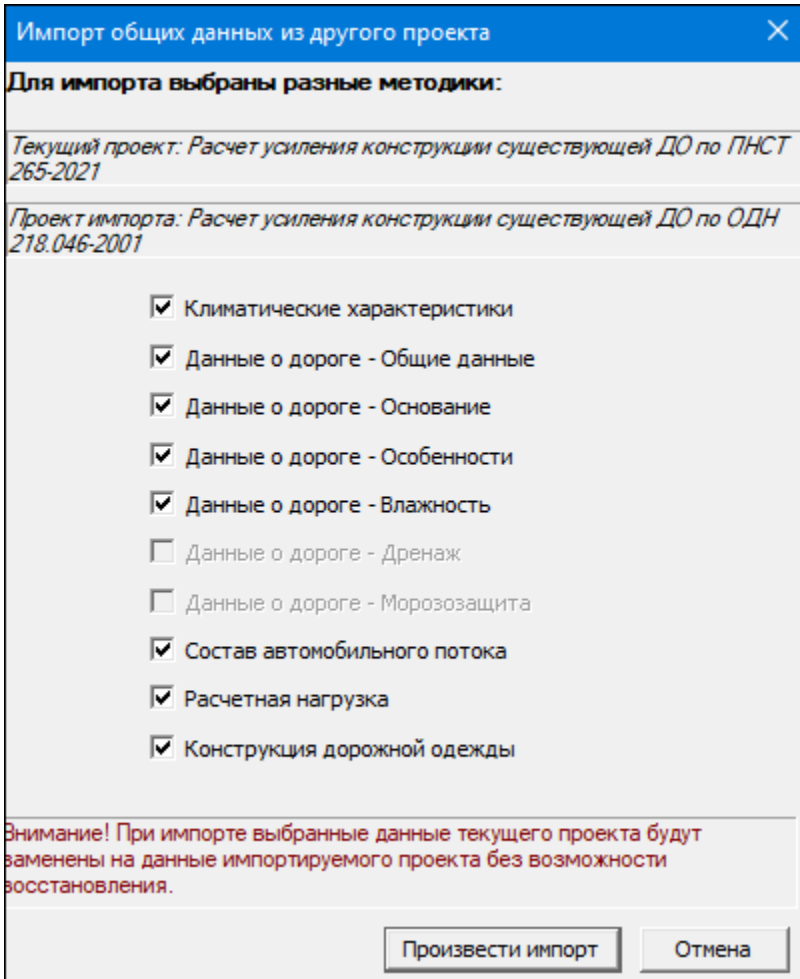 Импорт общих данных из другого проекта
Для импорта выбраны разные методики:
Текущий проект: Расчет усиления конструкции существующей ДО по ПНСТ
265-2021
Проект импорта: Расчет усиления конструкции существующей ДО по ОДН
218.046-2001
Климатические характеристики
Данные о дороге - Общие данные
Данные о дороге - Основание
Данные о дороге - Особенности
Данные о дороге - Влажность
Данные о дороге - Дренаж
Данные о дороге - Морозозащита
Состав автомобильного потока
Расчетная нагрузка
Конструкция дорожной одежды
Внимание! При импорте выбранные данные текущего проекта будут
заменены на данные импортируемого проекта без возможности
восстановления.
Произвести импорт Отмена